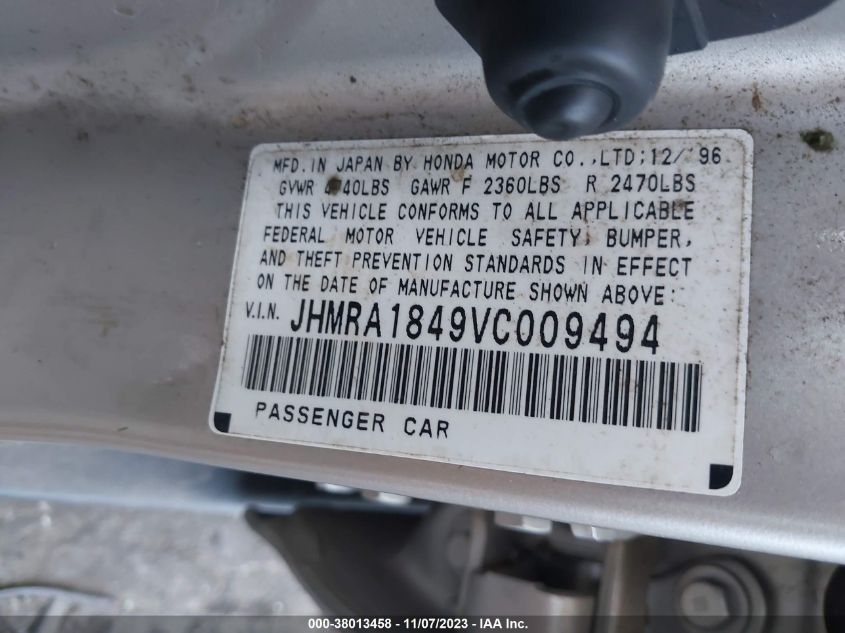 MFD.IN JAPAN BY HONDA MOTOR CO.,LTD;12/'96
GVWR LBS GAWR F 2360LBS R 2470LBS
THIS VEHICLE CONFORMS TO ALL APPLICABLE
FEDERAL MOTOR VEHICLE SAFETY, BUMPER,
AND THEFT PREVENTION STANDARDS IN EFFECT
ON THE DATE OF MANUFACTURE SHOWN ABOVE:
V.I.N. JHMRA1849VC009494
PASSENGER CAR
000-38013458 - 11/07/2023 - IAA Inc.